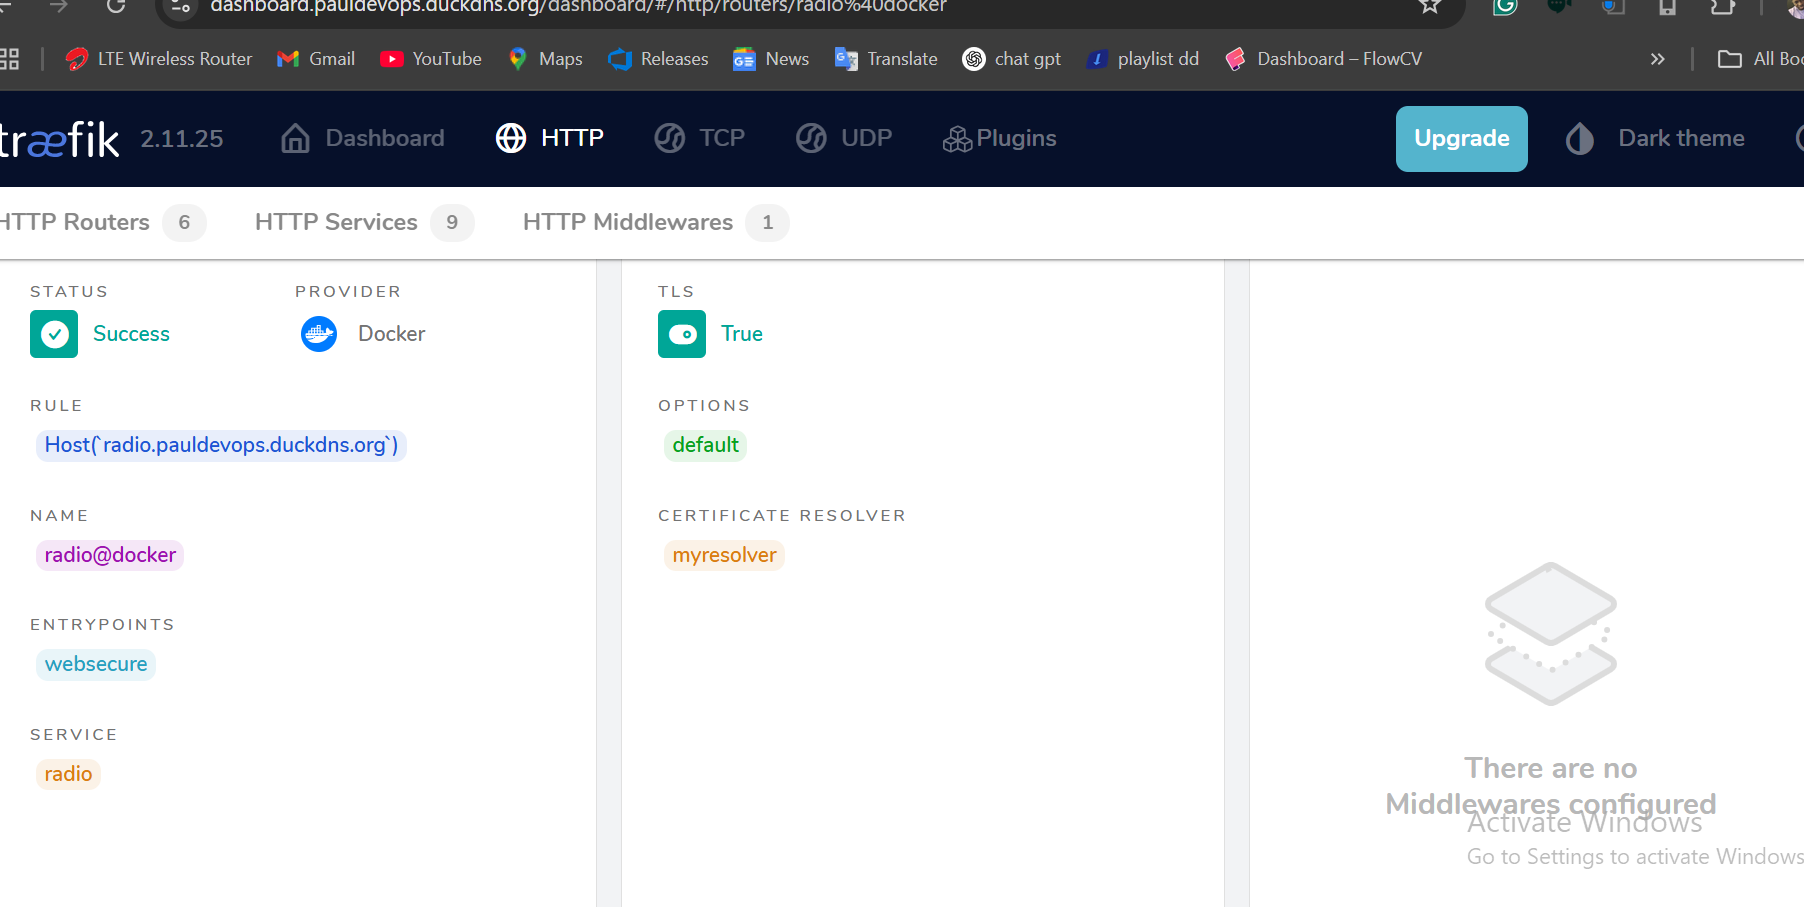 dashboard.pauldevops.duckdns.org/dashboard/#/http/routers/radio%40docker
LTE Wireless Router Gmail YouTube Maps Releases News Translate chat gpt playlist dd Dashboard – FlowCV » All Boo
træfik 2.11.25 Dashboard HTTP TCP UDP Plugins Upgrade Dark theme
HTTP Routers 6 HTTP Services 9 HTTP Middlewares 1
STATUS PROVIDER TLS
Success Docker True
RULE OPTIONS
Host(`radio.pauldevops.duckdns.org`) default
NAME CERTIFICATE RESOLVER
radio@docker myresolver
ENTRYPOINTS
websecure
SERVICE
radio
There are no
Middlewares configured
Activate Windows
Go to Settings to activate Windows